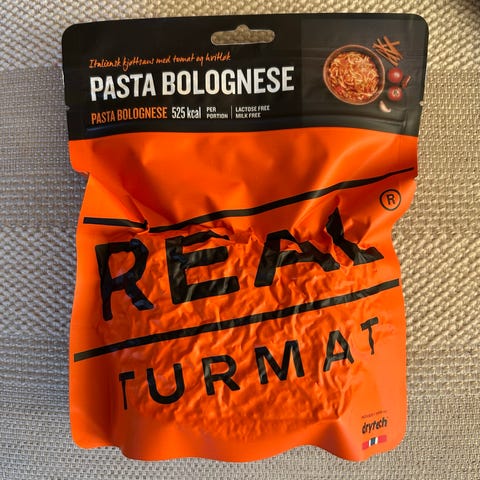 Italiensk kjøttsaus med tomat og hvitløk
PASTA BOLOGNESE
PASTA BOLOGNESE 525 kcal PER PORTION LACTOSE FREE MILK FREE
REAL®
TURMAT
drytech